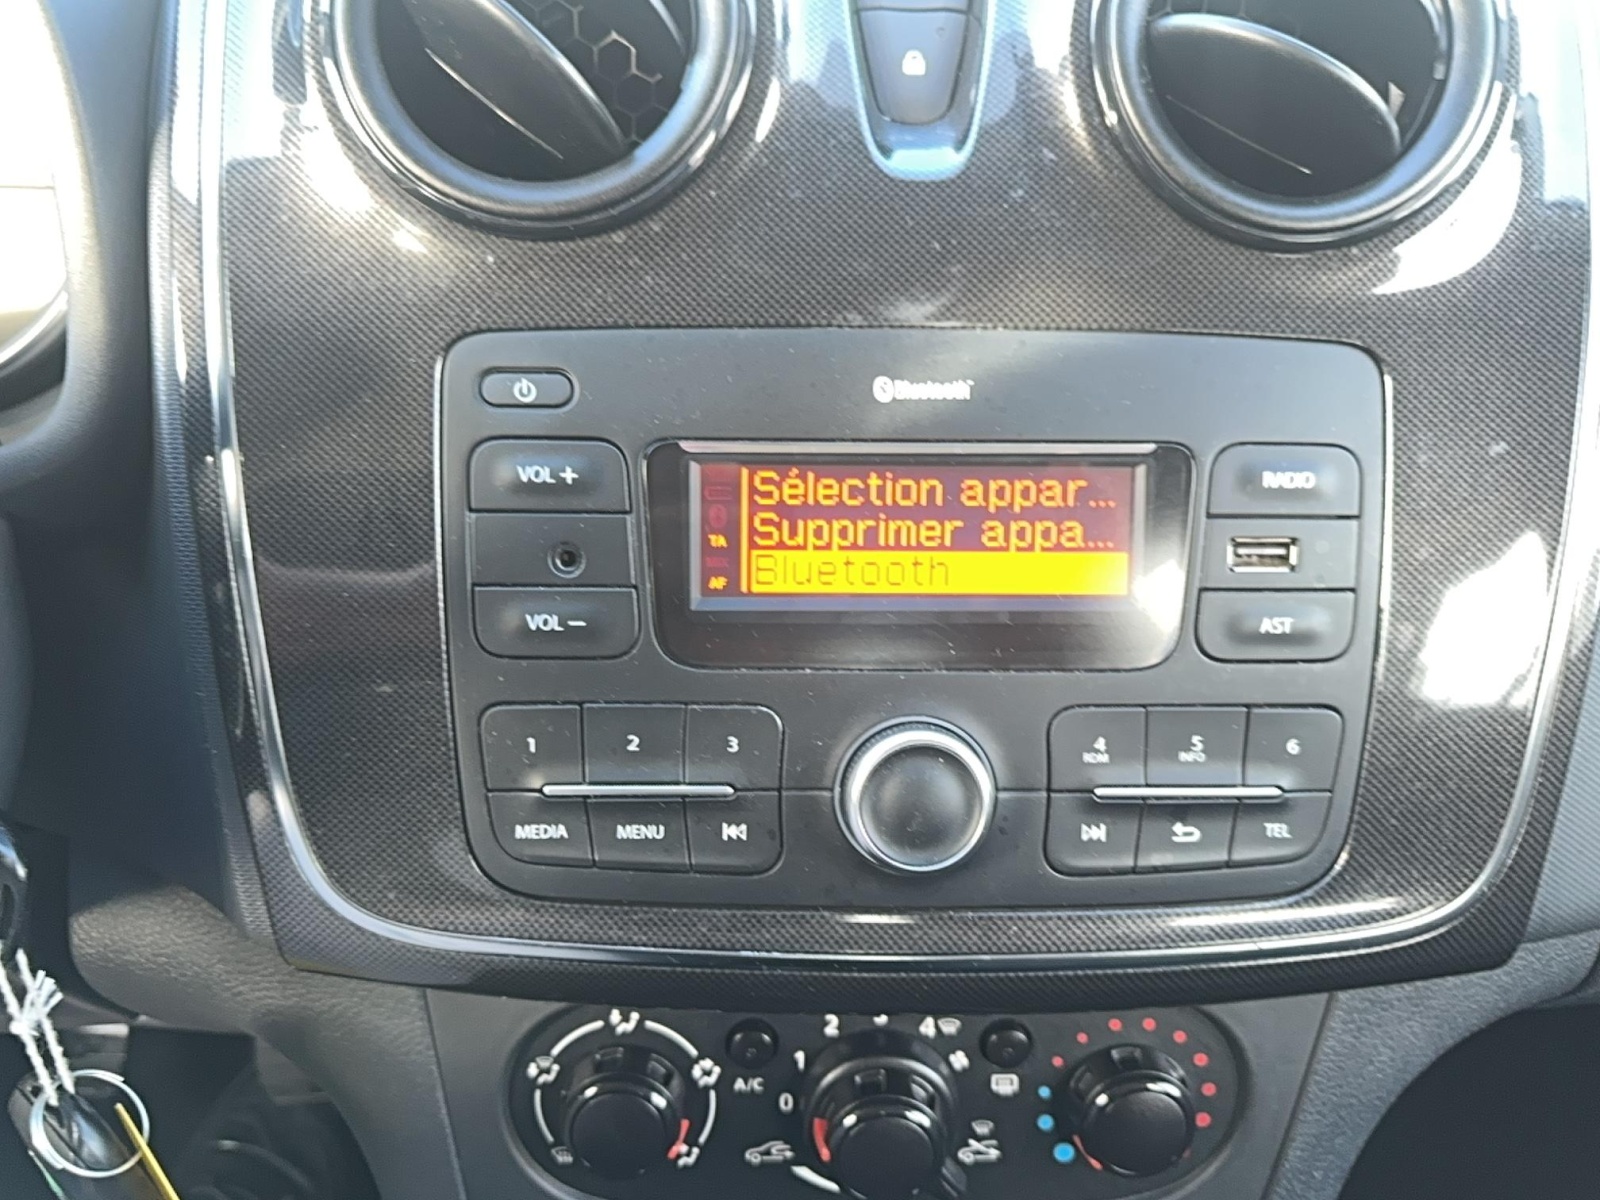 Bluetooth
VOL +
RADIO
Sélection appar...
Supprimer appa...
TA
AF
Bluetooth
VOL −
AST
1 2 3
4 5 6
RDM INFO
MEDIA MENU
TEL
A/C
0 1 2 3 4